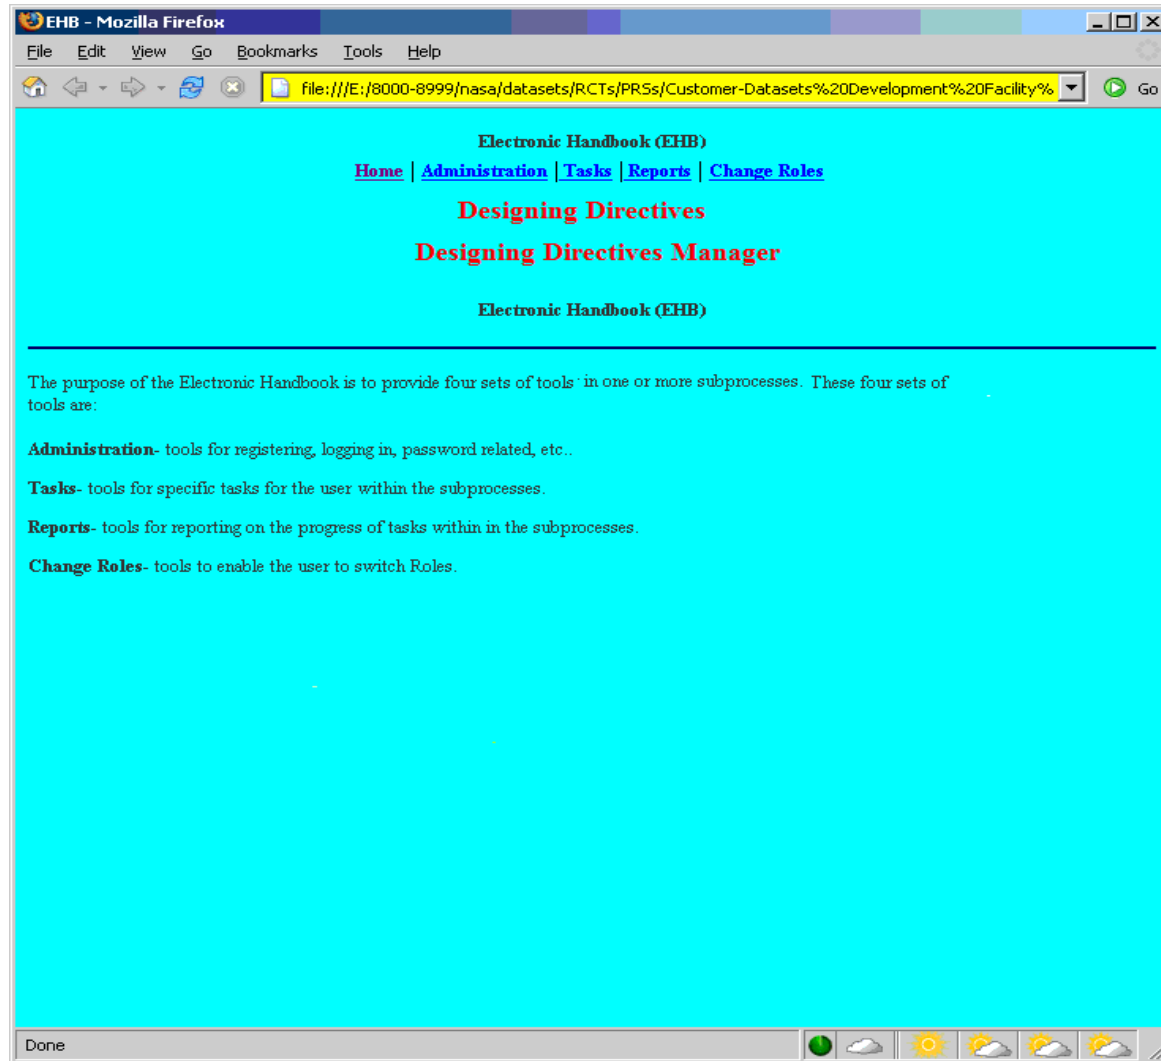 EHB - Mozilla Firefox
File Edit View Go Bookmarks Tools Help
file:///E:/8000-8999/nasa/datasets/RCTs/PRSs/Customer-Datasets%20Development%20Facility% Go
Electronic Handbook (EHB)
Home | Administration | Tasks | Reports | Change Roles
Designing Directives
Designing Directives Manager
Electronic Handbook (EHB)
The purpose of the Electronic Handbook is to provide four sets of tools in one or more subprocesses. These four sets of
tools are:
Administration- tools for registering, logging in, password related, etc..
Tasks- tools for specific tasks for the user within the subprocesses.
Reports- tools for reporting on the progress of tasks within in the subprocesses.
Change Roles- tools to enable the user to switch Roles.
Done